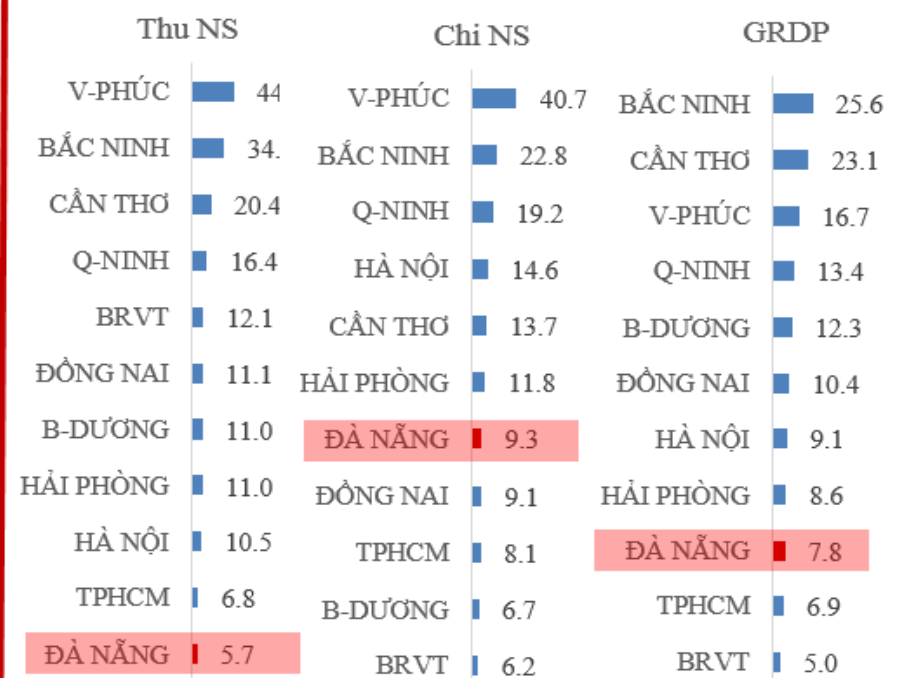 Thu NS
V-PHÚC 44
BẮC NINH 34.
CẦN THƠ 20.4
Q-NINH 16.4
BRVT 12.1
ĐỒNG NAI 11.1
B-DƯƠNG 11.0
HẢI PHÒNG 11.0
HÀ NỘI 10.5
TPHCM 6.8
ĐÀ NẴNG 5.7
Chi NS
V-PHÚC 40.7
BẮC NINH 22.8
Q-NINH 19.2
HÀ NỘI 14.6
CẦN THƠ 13.7
HẢI PHÒNG 11.8
ĐÀ NẴNG 9.3
ĐỒNG NAI 9.1
TPHCM 8.1
B-DƯƠNG 6.7
BRVT 6.2
GRDP
BẮC NINH 25.6
CẦN THƠ 23.1
V-PHÚC 16.7
Q-NINH 13.4
B-DƯƠNG 12.3
ĐỒNG NAI 10.4
HÀ NỘI 9.1
HẢI PHÒNG 8.6
ĐÀ NẴNG 7.8
TPHCM 6.9
BRVT 5.0